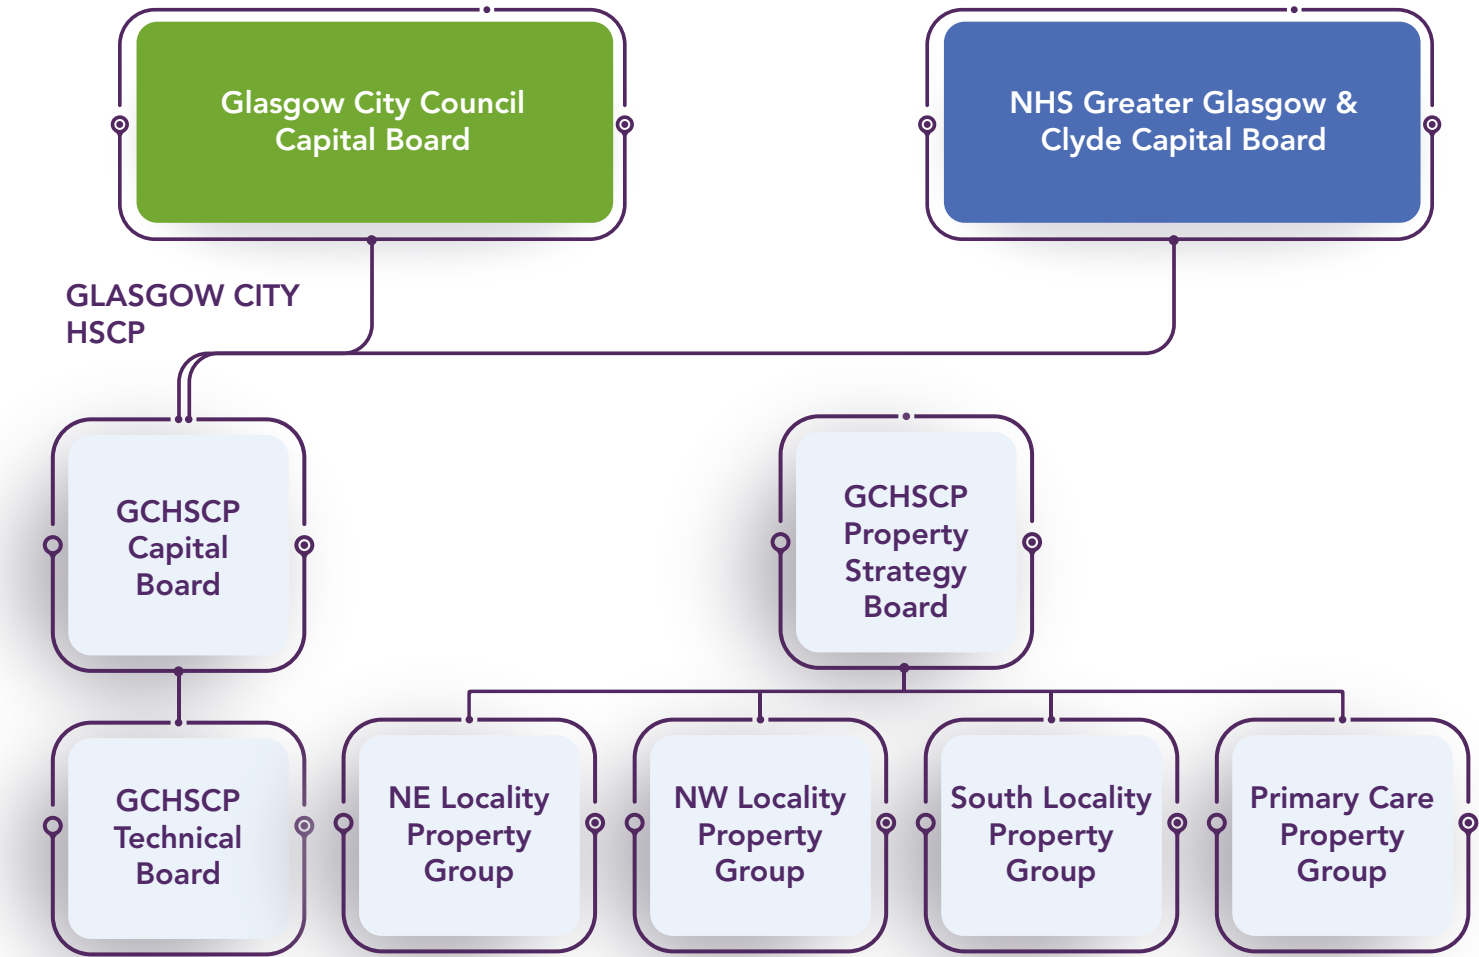 Glasgow City Council
Capital Board
NHS Greater Glasgow &
Clyde Capital Board
GLASGOW CITY
HSCP
GCHSCP
Capital
Board
GCHSCP
Property
Strategy
Board
GCHSCP
Technical
Board
NE Locality
Property
Group
NW Locality
Property
Group
South Locality
Property
Group
Primary Care
Property
Group